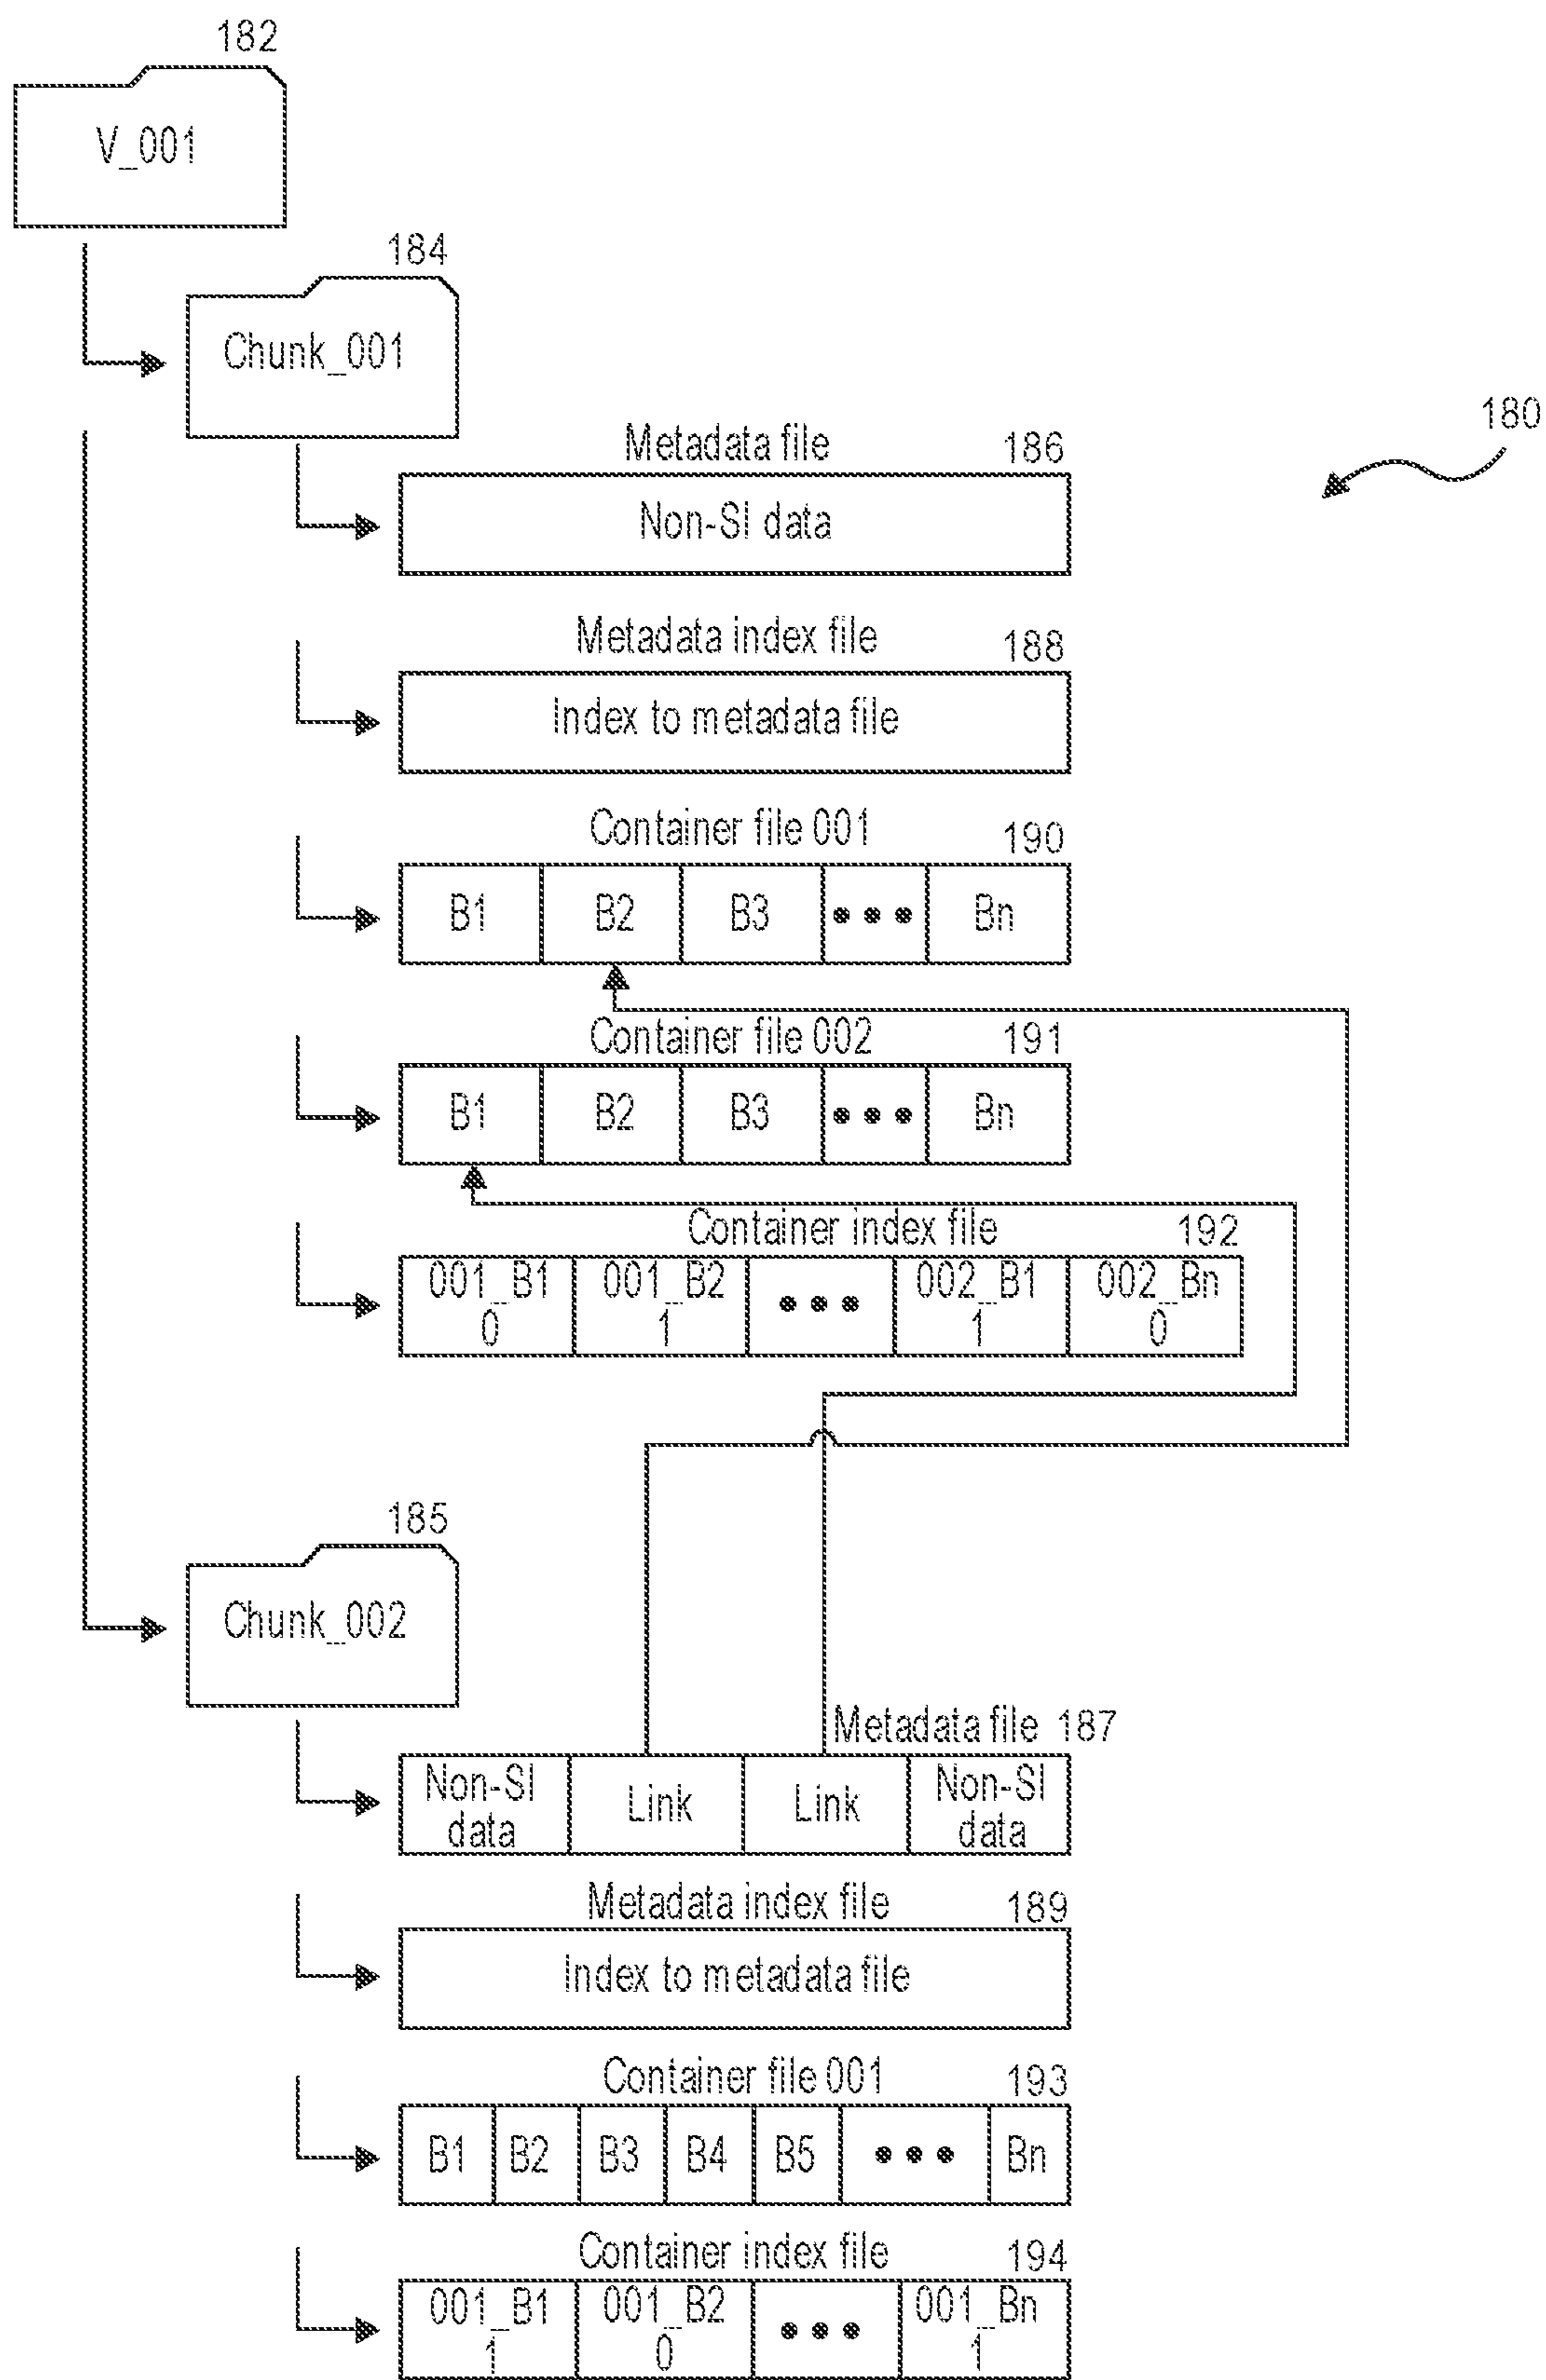 182
V_001
184
Chunk_001
180
Metadata file 186
Non-SI data
Metadata index file 188
Index to metadata file
Container file 001 190
B1 B2 B3 ••• Bn
Container file 002 191
B1 B2 B3 ••• Bn
Container index file 192
001_B1 001_B2 ••• 002_B1 002_Bn
0 1 1 0
185
Chunk_002
Metadata file 187
Non-SI Link Link Non-SI
data data
Metadata index file 189
Index to metadata file
Container file 001 193
B1 B2 B3 B4 B5 ••• Bn
Container index file 194
001_B1 001_B2 ••• 001_Bn
1 0 1